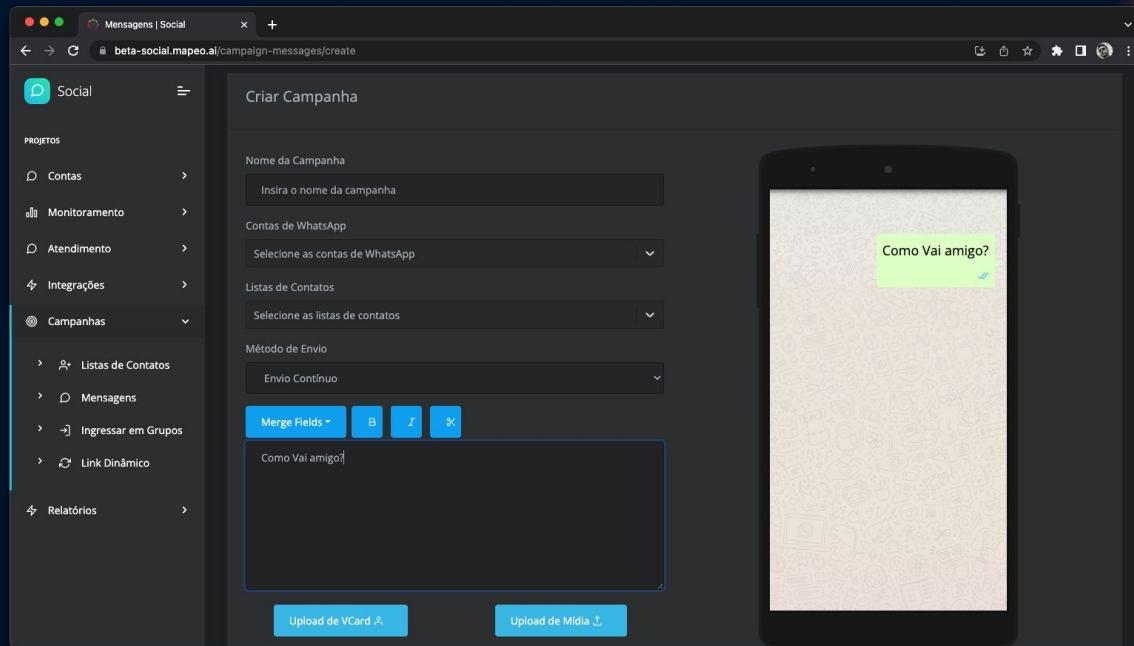 Mensagens | Social
beta-social.mapeo.ai/campaign-messages/create
Social
PROJETOS
Contas
Monitoramento
Atendimento
Integrações
Campanhas
Listas de Contatos
Mensagens
Ingressar em Grupos
Link Dinâmico
Relatórios
Criar Campanha
Nome da Campanha
Insira o nome da campanha
Contas de WhatsApp
Selecione as contas de WhatsApp
Listas de Contatos
Selecione as listas de contatos
Método de Envio
Envio Contínuo
Merge Fields B I
Como Vai amigo?
Upload de VCard Upload de Mídia
Como Vai amigo?